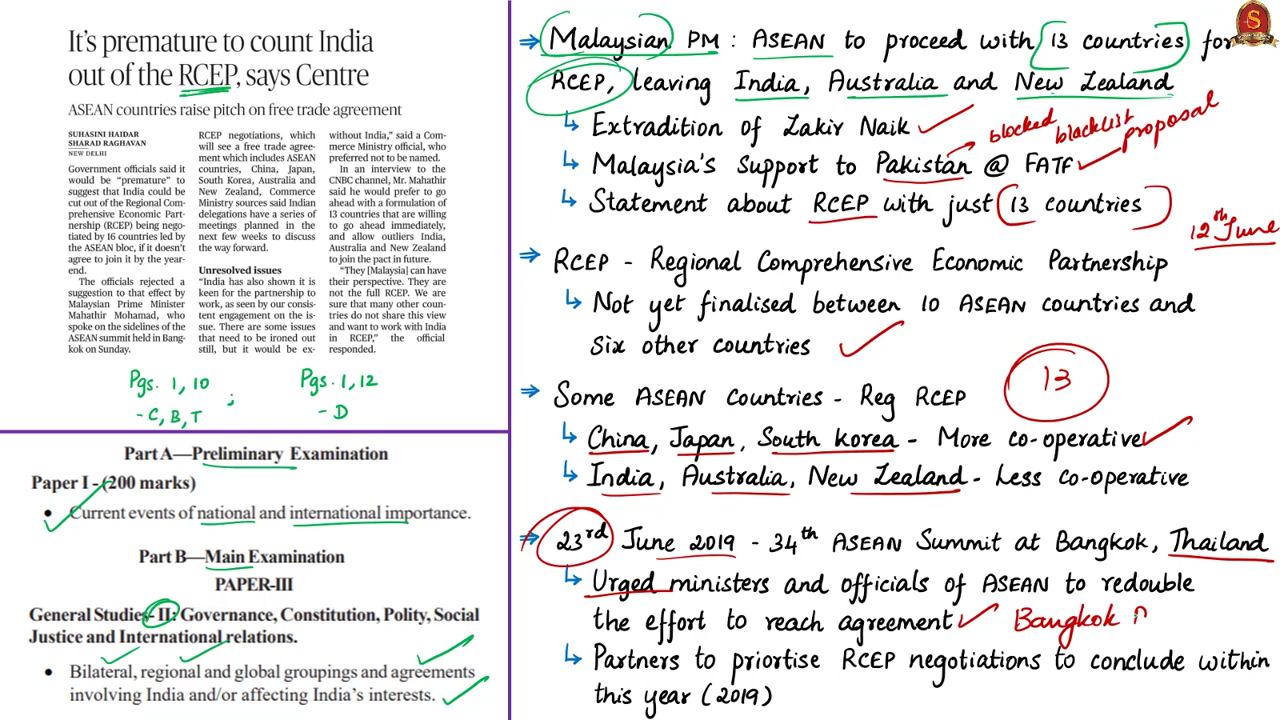 It's premature to count India
out of the RCEP, says Centre
ASEAN countries raise pitch on free trade agreement
SUHASINI HAIDAR
SHARAD RAGHAVAN
NEW DELHI
Government officials said it
would be "premature" to
suggest that India could be
cut out of the Regional Com-
prehensive Economic Part-
nership (RCEP) being nego-
tiated by 16 countries led by
the ASEAN bloc, if it doesn't
agree to join it by the year-
end.
The officials rejected a
suggestion to that effect by
Malaysian Prime Minister
Mahathir Mohamad, who
spoke on the sidelines of the
ASEAN summit held in Bang-
kok on Sunday.
RCEP negotiations, which
will see a free trade agree-
ment which includes ASEAN
countries, China, Japan,
South Korea, Australia and
New Zealand, Commerce
Ministry sources said Indian
delegations have a series of
meetings planned in the
next few weeks to discuss
the way forward.
Unresolved issues
"India has also shown it is
keen for the partnership to
work, as seen by our consis-
tent engagement on the is-
sue. There are some issues
that need to be ironed out
still, but it would be ex-
without India," said a Com-
merce Ministry official, who
preferred not to be named.
In an interview to the
CNBC channel, Mr. Mahathir
said he would prefer to go
ahead with a formulation of
13 countries that are willing
to go ahead immediately,
and allow outliers India,
Australia and New Zealand
to join the pact in future.
"They [Malaysia] can have
their perspective. They are
not the full RCEP. We are
sure that many other coun-
tries do not share this view
and want to work with India
in RCEP," the official
responded.
Pgs. 1, 10 ; Pgs. 1, 12
- C, B, T - D
Part A—Preliminary Examination
Paper I - (200 marks)
• Current events of national and international importance.
Part B—Main Examination
PAPER-III
General Studies- II: Governance, Constitution, Polity, Social
Justice and International relations.
• Bilateral, regional and global groupings and agreements
involving India and/or affecting India's interests.
⇒ Malaysian PM : ASEAN to proceed with 13 countries for
RCEP, leaving India, Australia and New Zealand
↳ Extradition of Zakir Naik
blocked blacklist proposal
↳ Malaysia's Support to Pakistan @ FATF
↳ Statement about RCEP with just 13 countries
12th June
⇒ RCEP - Regional Comprehensive Economic Partnership
↳ Not yet finalised between 10 ASEAN countries and
six other countries
13
⇒ Some ASEAN Countries - Reg RCEP
↳ China, Japan, South korea - More co-operative
↳ India, Australia, New Zealand - Less co-operative
⇒ 23rd June 2019 - 34th ASEAN Summit at Bangkok, Thailand
↳ Urged ministers and officials of ASEAN to redouble
the effort to reach agreement Bangkok
↳ Partners to priortise RCEP negotiations to conclude within
this year (2019)